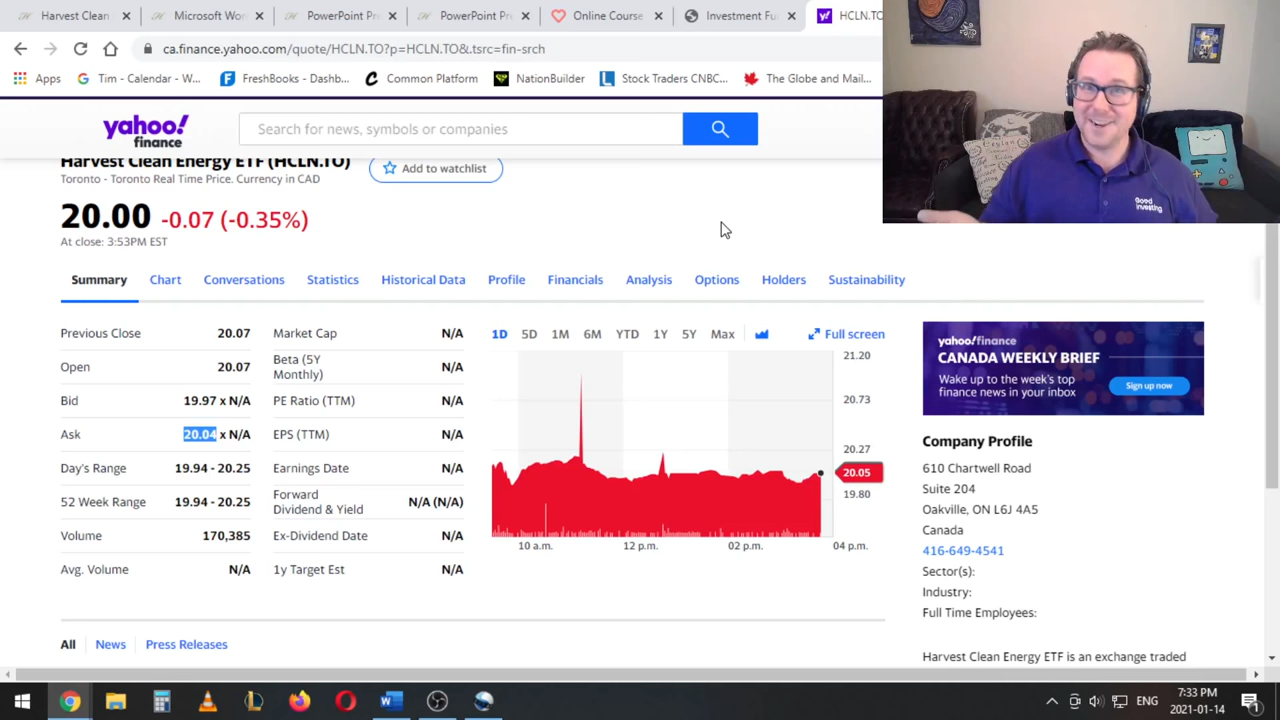 Harvest Clean
Microsoft Wor
PowerPoint Pr
PowerPoint Pr
Online Course
Investment Fu
HCLN.TO
ca.finance.yahoo.com/quote/HCLN.TO?p=HCLN.TO&.tsrc=fin-srch
Apps
Tim - Calendar - W...
FreshBooks - Dashb...
Common Platform
NationBuilder
Stock Traders CNBC...
The Globe and Mail...
yahoo!
finance
Search for news, symbols or companies
Harvest Clean Energy ETF (HCLN.TO)
Add to watchlist
Toronto - Toronto Real Time Price. Currency in CAD
20.00 -0.07 (-0.35%)
At close: 3:53PM EST
Good
Investing
Summary Chart Conversations Statistics Historical Data Profile Financials Analysis Options Holders Sustainability
Previous Close 20.07
Open 20.07
Bid 19.97 x N/A
Ask 20.04 x N/A
Day's Range 19.94 - 20.25
52 Week Range 19.94 - 20.25
Volume 170,385
Avg. Volume N/A
Market Cap N/A
Beta (5Y
Monthly) N/A
PE Ratio (TTM) N/A
EPS (TTM) N/A
Earnings Date N/A
Forward
Dividend & Yield N/A (N/A)
Ex-Dividend Date N/A
1y Target Est N/A
1D 5D 1M 6M YTD 1Y 5Y Max Full screen
21.20
20.73
20.27
20.05
19.80
10 a.m. 12 p.m. 02 p.m. 04 p.m.
yahoo!
finance
CANADA WEEKLY BRIEF
Wake up to the week's top
finance news in your inbox
Sign up now
Company Profile
610 Chartwell Road
Suite 204
Oakville, ON L6J 4A5
Canada
416-649-4541
Sector(s):
Industry:
Full Time Employees:
Harvest Clean Energy ETF is an exchange traded
All News Press Releases
ENG
7:33 PM
2021-01-14
1